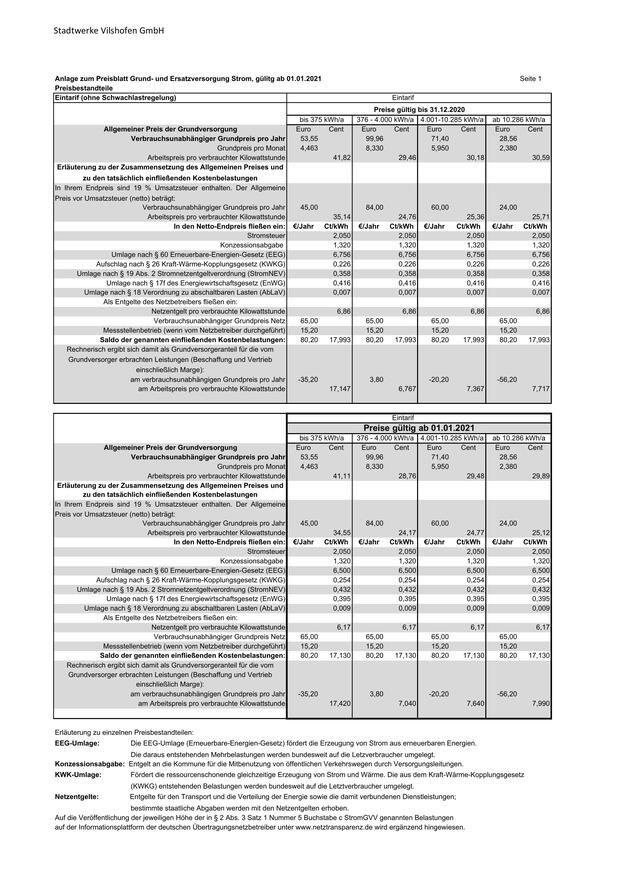 Stadtwerke Vilshofen GmbH
Anlage zum Preisblatt Grund- und Ersatzversorgung Strom, gülitg ab 01.01.2021 Seite 1
Preisbestandteile
Eintarif (ohne Schwachlastregelung) Eintarif
Preise gültig bis 31.12.2020
bis 375 kWh/a 376 - 4.000 kWh/a 4.001-10.285 kWh/a ab 10.286 kWh/a
Allgemeiner Preis der Grundversorgung Euro Cent Euro Cent Euro Cent Euro Cent
Verbrauchsunabhängiger Grundpreis pro Jahr 53,55 99,96 71,40 28,56
Grundpreis pro Monat 4,463 8,330 5,950 2,380
Arbeitspreis pro verbrauchter Kilowattstunde 41,82 29,46 30,18 30,59
Erläuterung zu der Zusammensetzung des Allgemeinen Preises und
zu den tatsächlich einfließenden Kostenbelastungen
In Ihrem Endpreis sind 19 % Umsatzsteuer enthalten. Der Allgemeine
Preis vor Umsatzsteuer (netto) beträgt:
Verbrauchsunabhängiger Grundpreis pro Jahr 45,00 84,00 60,00 24,00
Arbeitspreis pro verbrauchter Kilowattstunde 35,14 24,76 25,36 25,71
In den Netto-Endpreis fließen ein: €/Jahr Ct/kWh €/Jahr Ct/kWh €/Jahr Ct/kWh €/Jahr Ct/kWh
Stromsteuer 2,050 2,050 2,050 2,050
Konzessionsabgabe 1,320 1,320 1,320 1,320
Umlage nach § 60 Erneuerbare-Energien-Gesetz (EEG) 6,756 6,756 6,756 6,756
Aufschlag nach § 26 Kraft-Wärme-Kopplungsgesetz (KWKG) 0,226 0,226 0,226 0,226
Umlage nach § 19 Abs. 2 Stromnetzentgeltverordnung (StromNEV) 0,358 0,358 0,358 0,358
Umlage nach § 17f des Energiewirtschaftsgesetz (EnWG) 0,416 0,416 0,416 0,416
Umlage nach § 18 Verordnung zu abschaltbaren Lasten (AbLaV) 0,007 0,007 0,007 0,007
Als Entgelte des Netzbetreibers fließen ein:
Netzentgelt pro verbrauchte Kilowattstunde 6,86 6,86 6,86 6,86
Verbrauchsunabhängiger Grundpreis Netz 65,00 65,00 65,00 65,00
Messstellenbetrieb (wenn vom Netzbetreiber durchgeführt) 15,20 15,20 15,20 15,20
Saldo der genannten einfließenden Kostenbelastungen: 80,20 17,993 80,20 17,993 80,20 17,993 80,20 17,993
Rechnerisch ergibt sich damit als Grundversorgeranteil für die vom
Grundversorger erbrachten Leistungen (Beschaffung und Vertrieb
einschließlich Marge):
am verbrauchsunabhängigen Grundpreis pro Jahr -35,20 3,80 -20,20 -56,20
am Arbeitspreis pro verbrauchte Kilowattstunde 17,147 6,767 7,367 7,717
Eintarif
Preise gültig ab 01.01.2021
bis 375 kWh/a 376 - 4.000 kWh/a 4.001-10.285 kWh/a ab 10.286 kWh/a
Allgemeiner Preis der Grundversorgung Euro Cent Euro Cent Euro Cent Euro Cent
Verbrauchsunabhängiger Grundpreis pro Jahr 53,55 99,96 71,40 28,56
Grundpreis pro Monat 4,463 8,330 5,950 2,380
Arbeitspreis pro verbrauchter Kilowattstunde 41,11 28,76 29,48 29,89
Erläuterung zu der Zusammensetzung des Allgemeinen Preises und
zu den tatsächlich einfließenden Kostenbelastungen
In Ihrem Endpreis sind 19 % Umsatzsteuer enthalten. Der Allgemeine
Preis vor Umsatzsteuer (netto) beträgt:
Verbrauchsunabhängiger Grundpreis pro Jahr 45,00 84,00 60,00 24,00
Arbeitspreis pro verbrauchter Kilowattstunde 34,55 24,17 24,77 25,12
In den Netto-Endpreis fließen ein: €/Jahr Ct/kWh €/Jahr Ct/kWh €/Jahr Ct/kWh €/Jahr Ct/kWh
Stromsteuer 2,050 2,050 2,050 2,050
Konzessionsabgabe 1,320 1,320 1,320 1,320
Umlage nach § 60 Erneuerbare-Energien-Gesetz (EEG) 6,500 6,500 6,500 6,500
Aufschlag nach § 26 Kraft-Wärme-Kopplungsgesetz (KWKG) 0,254 0,254 0,254 0,254
Umlage nach § 19 Abs. 2 Stromnetzentgeltverordnung (StromNEV) 0,432 0,432 0,432 0,432
Umlage nach § 17f des Energiewirtschaftsgesetz (EnWG) 0,395 0,395 0,395 0,395
Umlage nach § 18 Verordnung zu abschaltbaren Lasten (AbLaV) 0,009 0,009 0,009 0,009
Als Entgelte des Netzbetreibers fließen ein:
Netzentgelt pro verbrauchte Kilowattstunde 6,17 6,17 6,17 6,17
Verbrauchsunabhängiger Grundpreis Netz 65,00 65,00 65,00 65,00
Messstellenbetrieb (wenn vom Netzbetreiber durchgeführt) 15,20 15,20 15,20 15,20
Saldo der genannten einfließenden Kostenbelastungen: 80,20 17,130 80,20 17,130 80,20 17,130 80,20 17,130
Rechnerisch ergibt sich damit als Grundversorgeranteil für die vom
Grundversorger erbrachten Leistungen (Beschaffung und Vertrieb
einschließlich Marge):
am verbrauchsunabhängigen Grundpreis pro Jahr -35,20 3,80 -20,20 -56,20
am Arbeitspreis pro verbrauchte Kilowattstunde 17,420 7,040 7,640 7,990
Erläuterung zu einzelnen Preisbestandteilen:
EEG-Umlage: Die EEG-Umlage (Erneuerbare-Energien-Gesetz) fördert die Erzeugung von Strom aus erneuerbaren Energien.
Die daraus entstehenden Mehrbelastungen werden bundesweit auf die Letztverbraucher umgelegt.
Konzessionsabgabe: Entgelt an die Kommune für die Mitbenutzung von öffentlichen Verkehrswegen durch Versorgungsleitungen.
KWK-Umlage: Fördert die ressourcenschonende gleichzeitige Erzeugung von Strom und Wärme. Die aus dem Kraft-Wärme-Kopplungsgesetz
(KWKG) entstehenden Belastungen werden bundesweit auf die Letztverbraucher umgelegt.
Netzentgelte: Entgelte für den Transport und die Verteilung der Energie sowie die damit verbundenen Dienstleistungen;
bestimmte staatliche Abgaben werden mit den Netzentgelten erhoben.
Auf die Veröffentlichung der jeweiligen Höhe der in § 2 Abs. 3 Satz 1 Nummer 5 Buchstabe c StromGVV genannten Belastungen
auf der Informationsplattform der deutschen Übertragungsnetzbetreiber unter www.netztransparenz.de wird ergänzend hingewiesen.